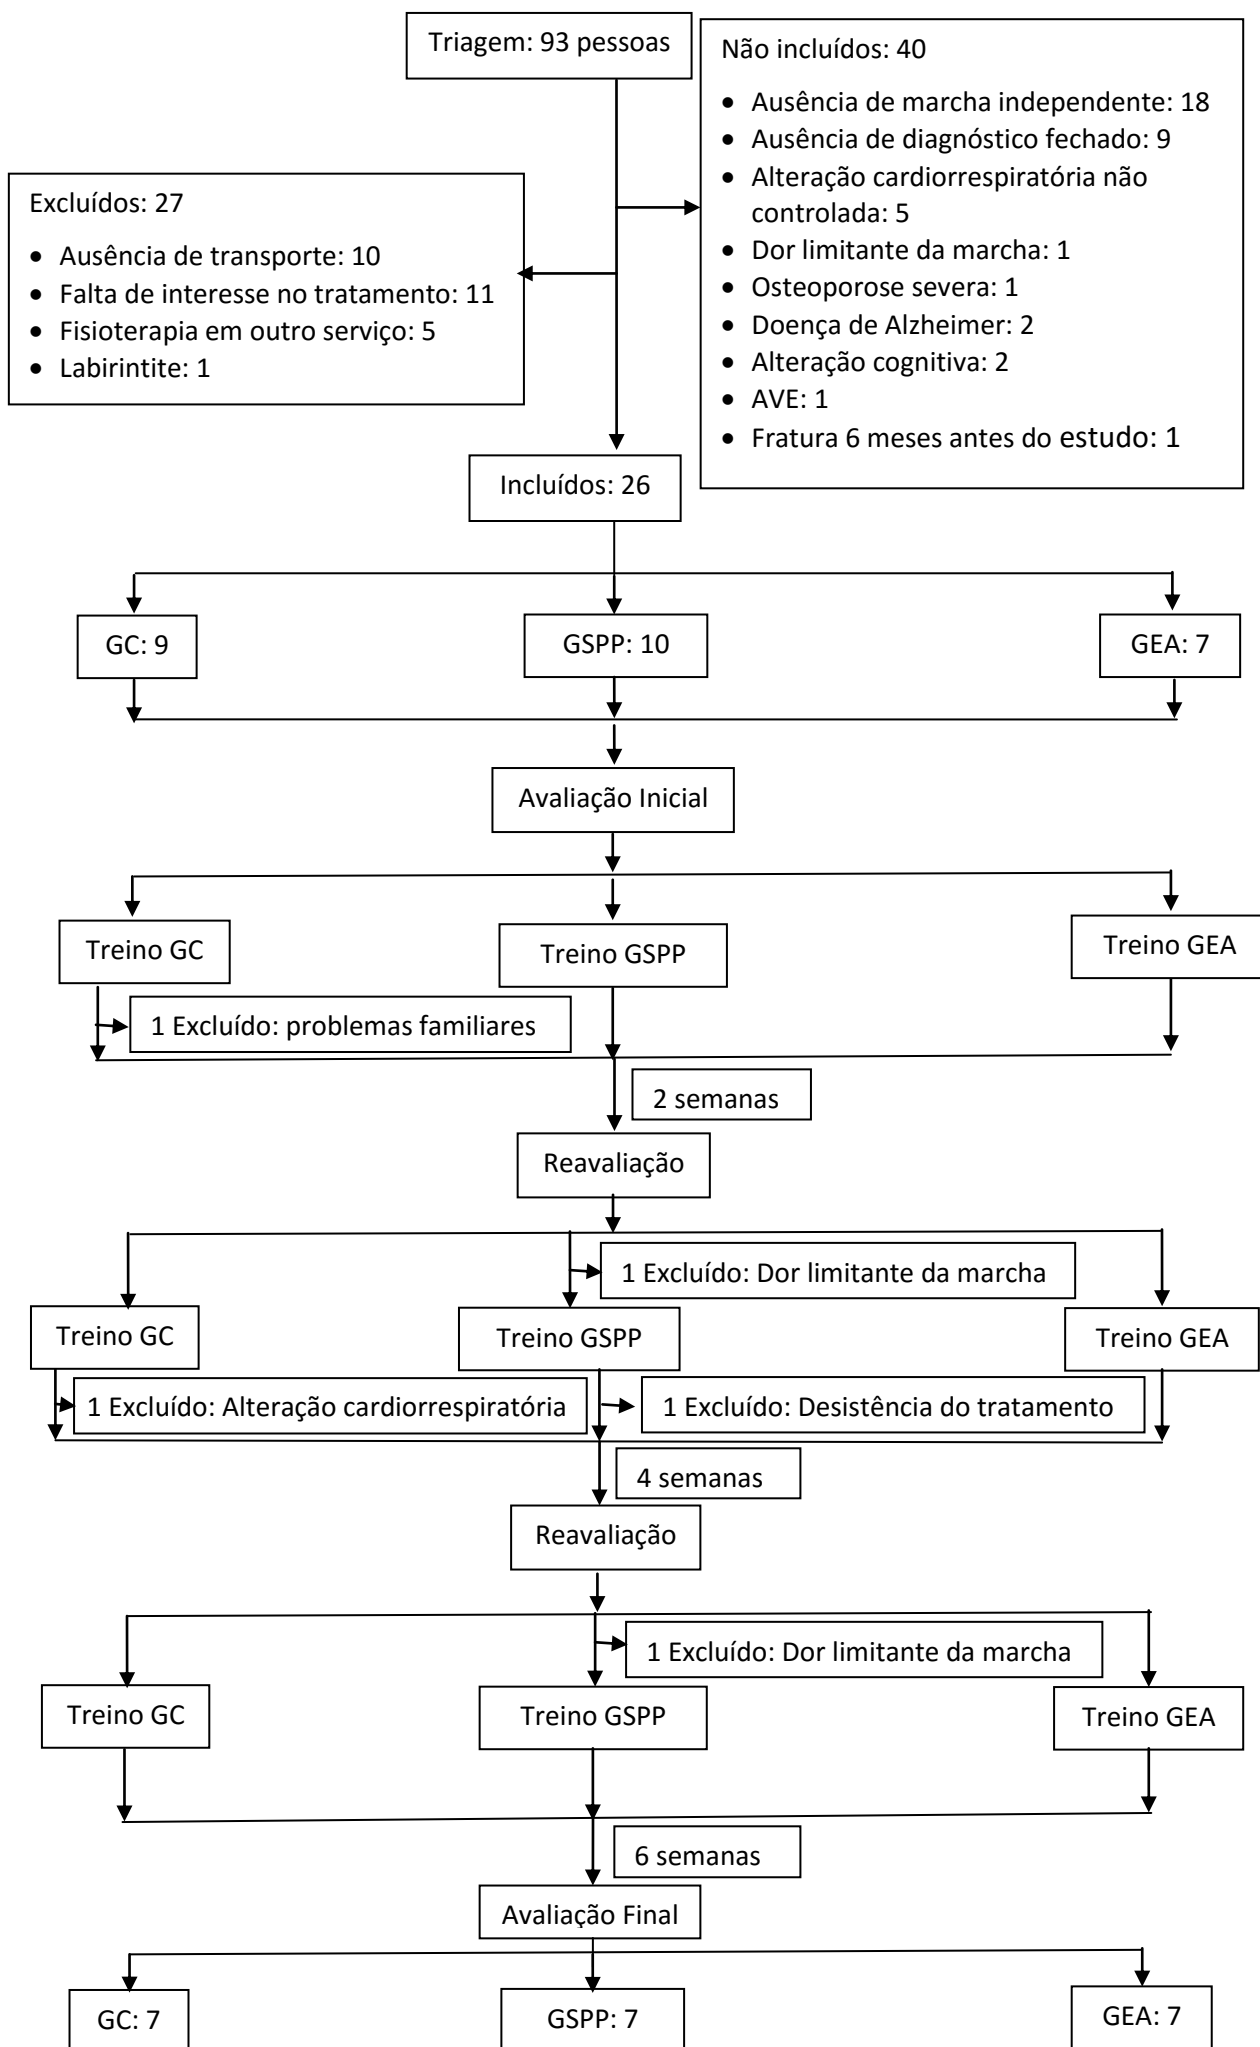 Triagem: 93 pessoas
Não incluídos: 40
• Ausência de marcha independente: 18
• Ausência de diagnóstico fechado: 9
• Alteração cardiorrespiratória não
controlada: 5
• Dor limitante da marcha: 1
• Osteoporose severa: 1
• Doença de Alzheimer: 2
• Alteração cognitiva: 2
• AVE: 1
• Fratura 6 meses antes do estudo: 1
Excluídos: 27
• Ausência de transporte: 10
• Falta de interesse no tratamento: 11
• Fisioterapia em outro serviço: 5
• Labirintite: 1
Incluídos: 26
GC: 9
GSPP: 10
GEA: 7
Avaliação Inicial
Treino GC
Treino GSPP
Treino GEA
1 Excluído: problemas familiares
2 semanas
Reavaliação
1 Excluído: Dor limitante da marcha
Treino GC
Treino GSPP
Treino GEA
1 Excluído: Alteração cardiorrespiratória
1 Excluído: Desistência do tratamento
4 semanas
Reavaliação
1 Excluído: Dor limitante da marcha
Treino GC
Treino GSPP
Treino GEA
6 semanas
Avaliação Final
GC: 7
GSPP: 7
GEA: 7